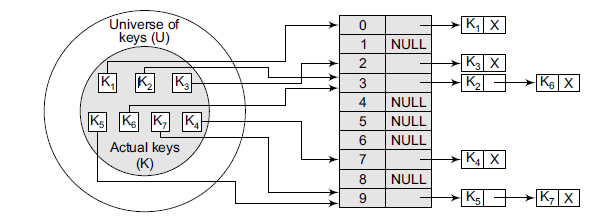 Universe of
keys (U)
K1 K2 K3
K5 K6 K7 K4
Actual keys
(K)
0 K1 X
1 NULL
2 K3 X
3 K2 K6 X
4 NULL
5 NULL
6 NULL
7 K4 X
8 NULL
9 K5 K7 X